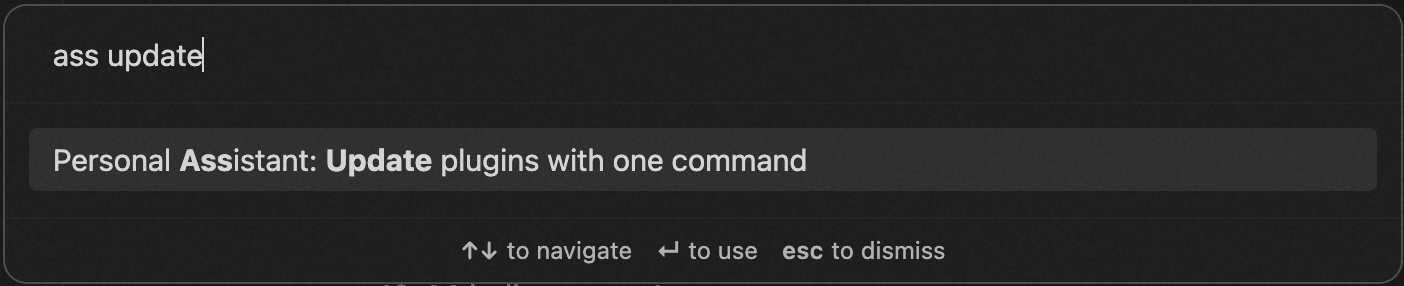 ass update
Personal Assistant: Update plugins with one command
↑↓ to navigate ↵ to use esc to dismiss